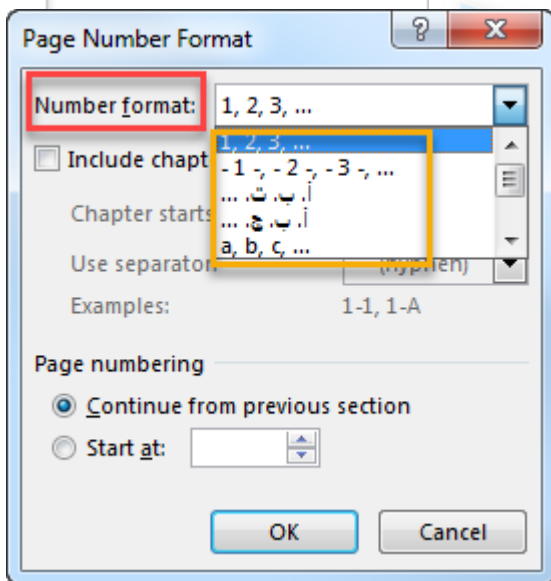 Page Number Format
Number format: 1, 2, 3, ...
1, 2, 3, ...
- 1 -, - 2 -, - 3 -, ...
أ. ب. ت. ...
أ. ب. ج. ...
a, b, c, ...
Include chapt
Chapter starts
Use separator: (hyphen)
Examples: 1-1, 1-A
Page numbering
Continue from previous section
Start at:
OK Cancel